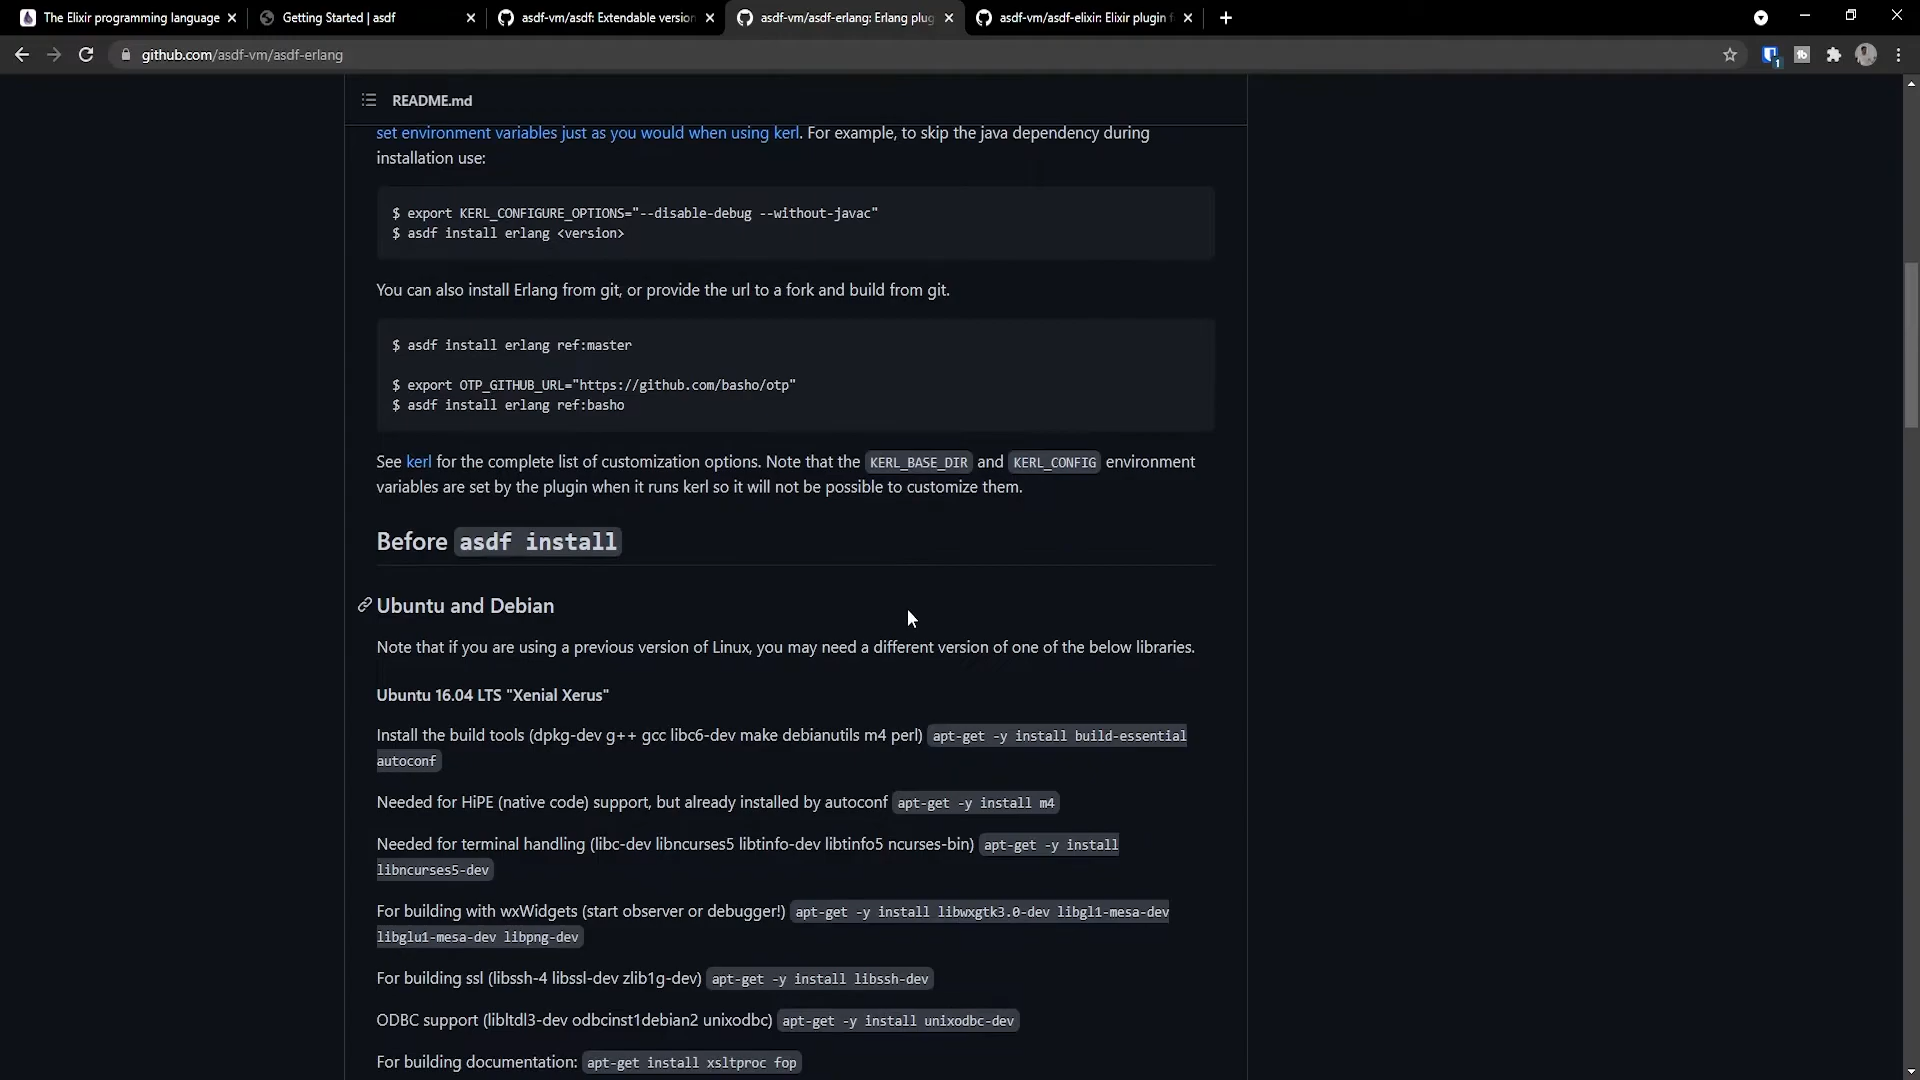 The Elixir programming language
Getting Started | asdf
asdf-vm/asdf: Extendable version
asdf-vm/asdf-erlang: Erlang plug
asdf-vm/asdf-elixir: Elixir plugin f
github.com/asdf-vm/asdf-erlang
1
README.md
set environment variables just as you would when using kerl. For example, to skip the java dependency during
installation use:
$ export KERL_CONFIGURE_OPTIONS="--disable-debug --without-javac"
$ asdf install erlang <version>
You can also install Erlang from git, or provide the url to a fork and build from git.
$ asdf install erlang ref:master
$ export OTP_GITHUB_URL="https://github.com/basho/otp"
$ asdf install erlang ref:basho
See kerl for the complete list of customization options. Note that the KERL_BASE_DIR and KERL_CONFIG environment
variables are set by the plugin when it runs kerl so it will not be possible to customize them.
Before asdf install
Ubuntu and Debian
Note that if you are using a previous version of Linux, you may need a different version of one of the below libraries.
Ubuntu 16.04 LTS "Xenial Xerus"
Install the build tools (dpkg-dev g++ gcc libc6-dev make debianutils m4 perl) apt-get -y install build-essential
autoconf
Needed for HiPE (native code) support, but already installed by autoconf apt-get -y install m4
Needed for terminal handling (libc-dev libncurses5 libtinfo-dev libtinfo5 ncurses-bin) apt-get -y install
libncurses5-dev
For building with wxWidgets (start observer or debugger!) apt-get -y install libwxgtk3.0-dev libgl1-mesa-dev
libglu1-mesa-dev libpng-dev
For building ssl (libssh-4 libssl-dev zlib1g-dev) apt-get -y install libssh-dev
ODBC support (libltdl3-dev odbcinst1debian2 unixodbc) apt-get -y install unixodbc-dev
For building documentation: apt-get install xsltproc fop